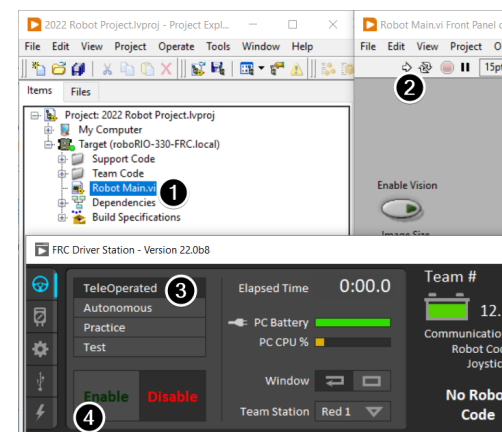 2022 Robot Project.lvproj - Project Expl...
File Edit View Project Operate Tools Window Help
Items Files
Project: 2022 Robot Project.lvproj
My Computer
Target (roboRIO-330-FRC.local)
Support Code
Team Code
Robot Main.vi
1
Dependencies
Build Specifications
Robot Main.vi Front Panel o
File Edit View Project O
15pt
2
Enable Vision
Image Size
FRC Driver Station - Version 22.0b8
TeleOperated
3
Autonomous
Practice
Test
Enable Disable
4
Elapsed Time 0:00.0
PC Battery
PC CPU %
Window
Team Station Red 1
Team #
12.
Communicatio
Robot Co
Joystic
No Robo
Code